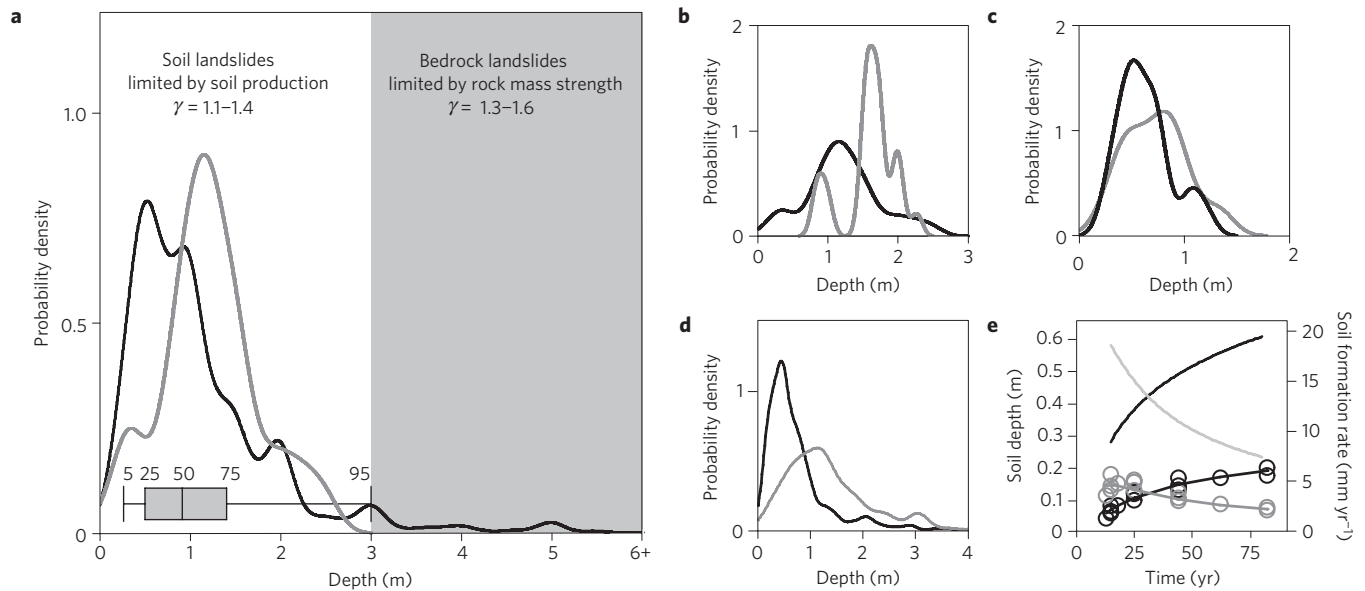 a
Soil landslides
limited by soil production
γ = 1.1–1.4
Bedrock landslides
limited by rock mass strength
γ = 1.3–1.6
Probability density
1.0
0.5
0
5 25 50 75 95
0 1 2 3 4 5 6+
Depth (m)
b
Probability density
2
1
0
0 1 2 3
Depth (m)
c
Probability density
2
1
0
0 1 2
Depth (m)
d
Probability density
1
0
0 1 2 3 4
Depth (m)
e
Soil depth (m)
0.6
0.5
0.4
0.3
0.2
0.1
0
20
15
10
5
0
Soil formation rate (mm yr⁻¹)
0 25 50 75
Time (yr)